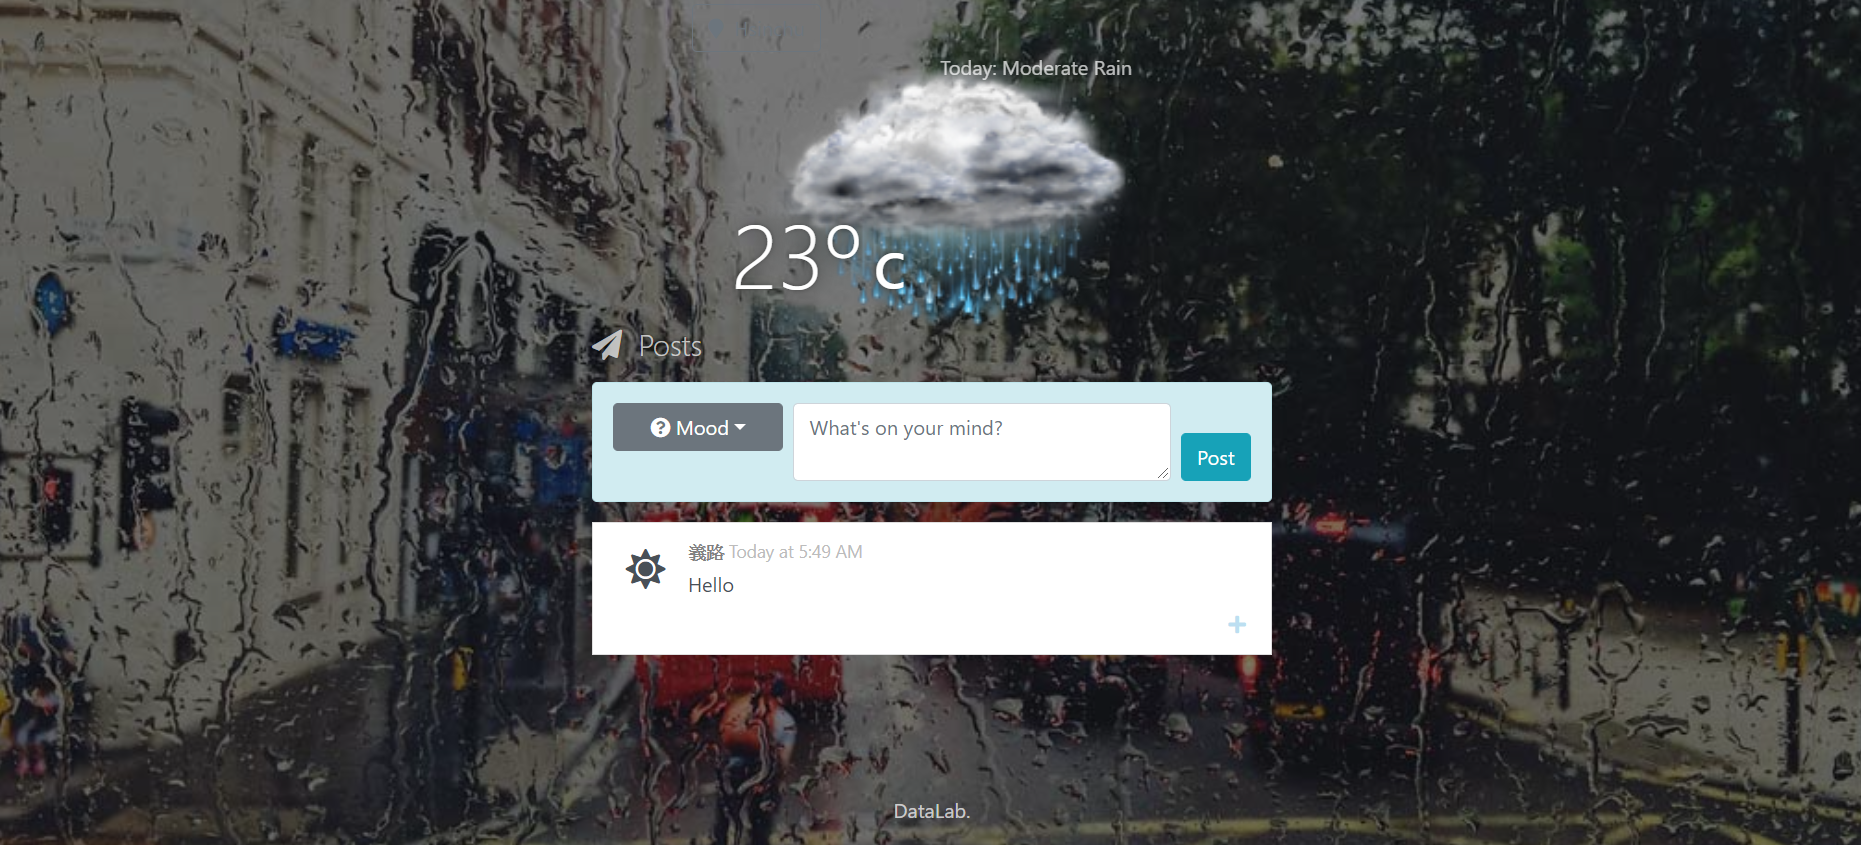 Today: Moderate Rain
23° c
Posts
Mood
What's on your mind?
Post
義路 Today at 5:49 AM
Hello
DataLab.